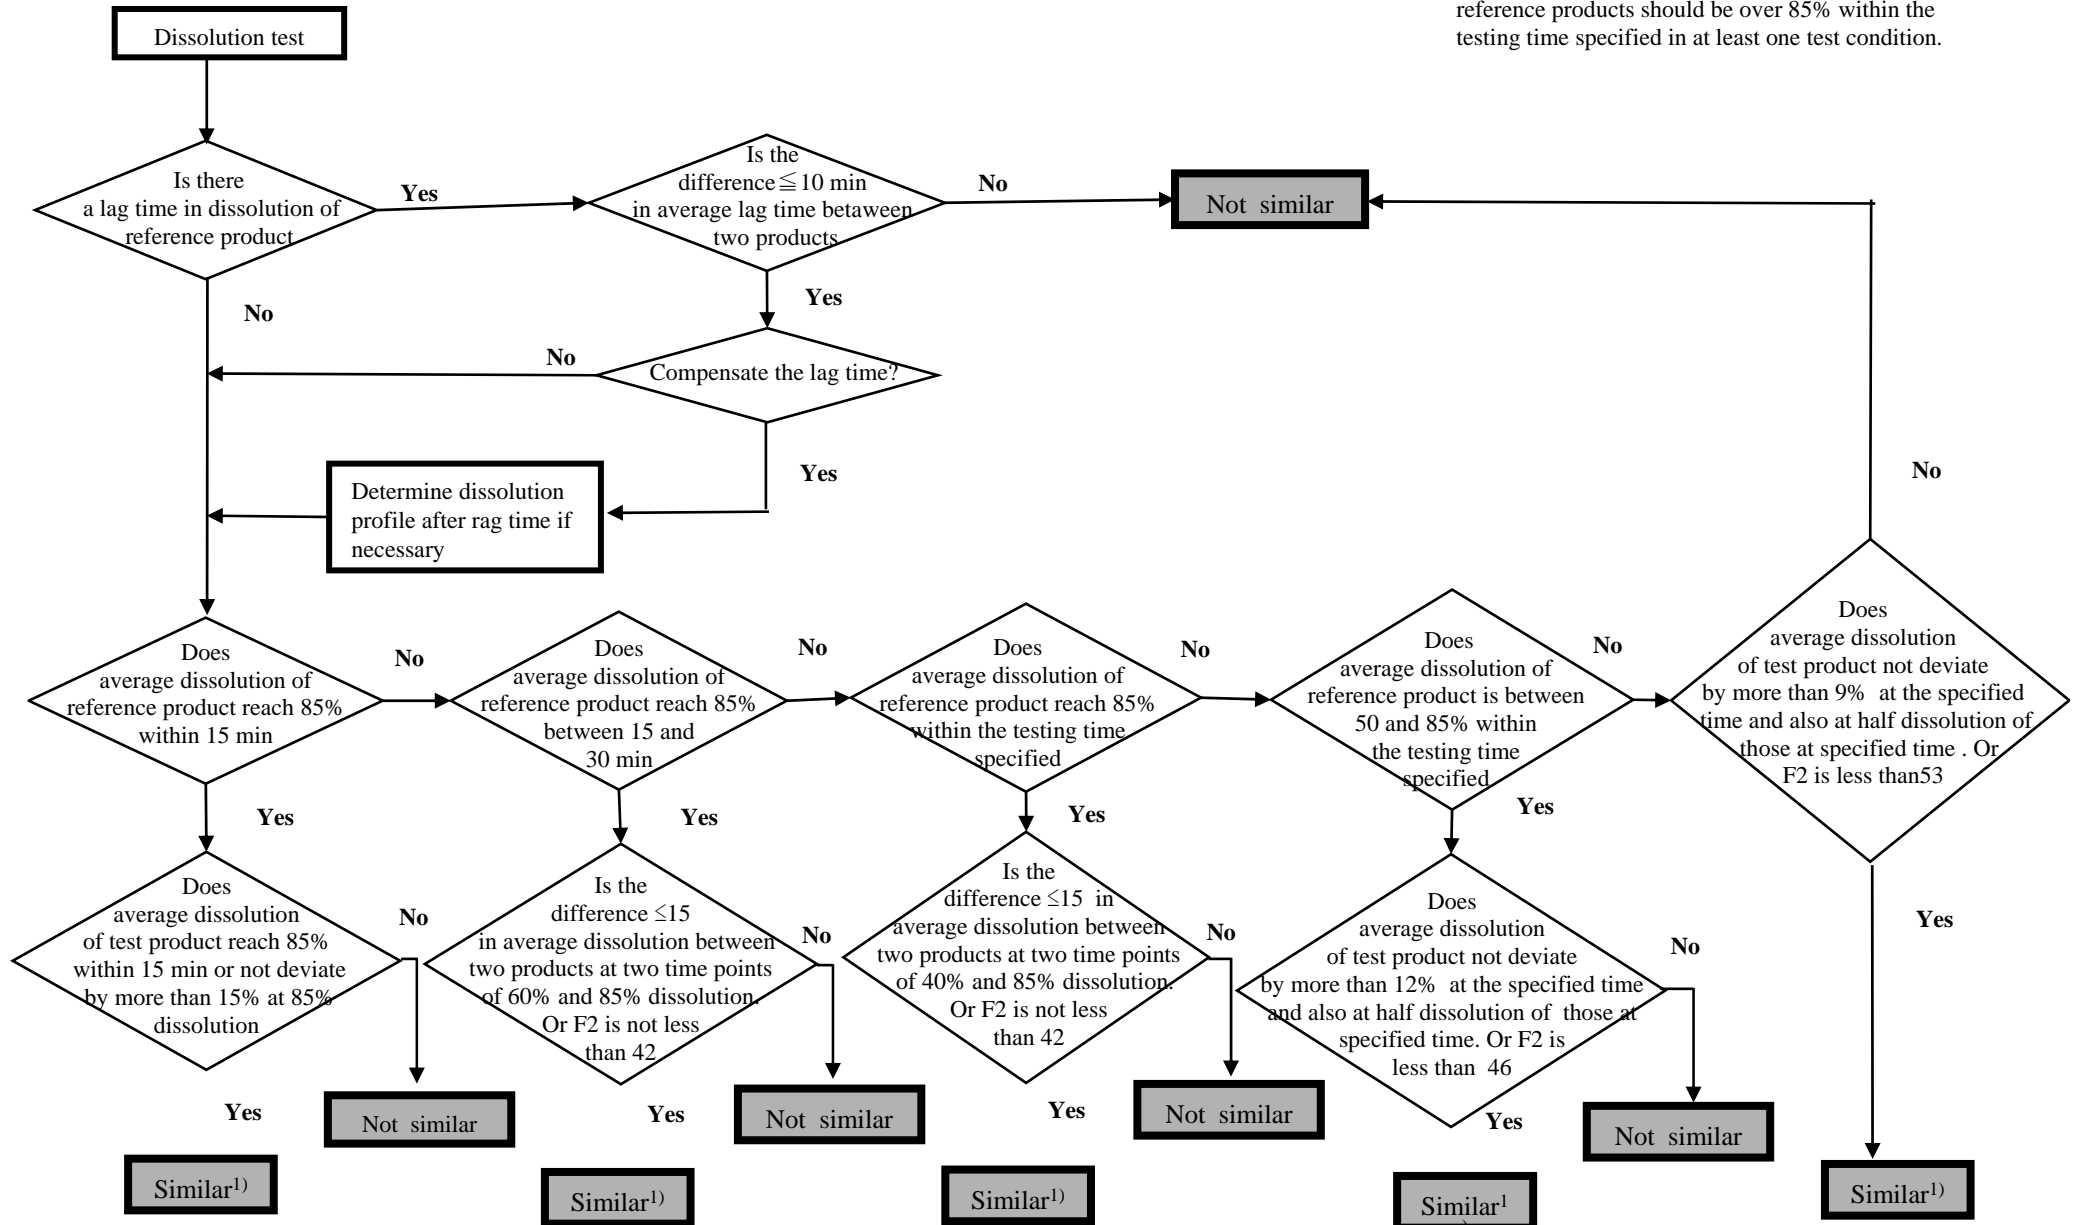 reference products should be over 85% within the
testing time specified in at least one test condition.
Dissolution test
Is there
a lag time in dissolution of
reference product
Yes
Is the
difference≦10 min
in average lag time betaween
two products
No
Not similar
No
Yes
No
Compensate the lag time?
Yes
Determine dissolution
profile after rag time if
necessary
No
Does
average dissolution of
reference product reach 85%
within 15 min
No
Does
average dissolution of
reference product reach 85%
between 15 and
30 min
No
Does
average dissolution of
reference product reach 85%
within the testing time
specified
No
Does
average dissolution of
reference product is between
50 and 85% within
the testing time
specified
No
Does
average dissolution
of test product not deviate
by more than 9% at the specified
time and also at half dissolution of
those at specified time . Or
F2 is less than53
Yes
Yes
Yes
Yes
Yes
Does
average dissolution
of test product reach 85%
within 15 min or not deviate
by more than 15% at 85%
dissolution
No
Is the
difference ≤15
in average dissolution between
two products at two time points
of 60% and 85% dissolution.
Or F2 is not less
than 42
No
Is the
difference ≤15 in
average dissolution between
two products at two time points
of 40% and 85% dissolution.
Or F2 is not less
than 42
No
Does
average dissolution
of test product not deviate
by more than 12% at the specified time
and also at half dissolution of those at
specified time. Or F2 is
less than 46
No
Yes
Not similar
Yes
Not similar
Yes
Not similar
Yes
Not similar
Similar1)
Similar1)
Similar1)
Similar1
)
Similar1)